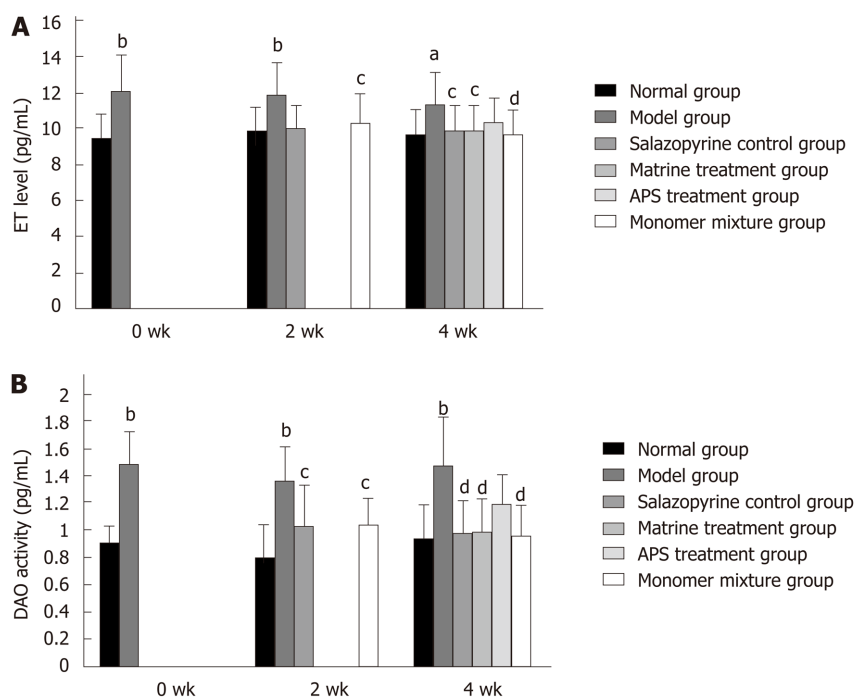 A
16
14
12
10
8
6
4
2
0
ET level (pg/mL)
b
b
c
a
c c
d
0 wk 2 wk 4 wk
Normal group
Model group
Salazopyrine control group
Matrine treatment group
APS treatment group
Monomer mixture group
B
2
1.8
1.6
1.4
1.2
1
0.8
0.6
0.4
0.2
0
DAO activity (pg/mL)
b
b
c
c
b
d d
d
0 wk 2 wk 4 wk
Normal group
Model group
Salazopyrine control group
Matrine treatment group
APS treatment group
Monomer mixture group